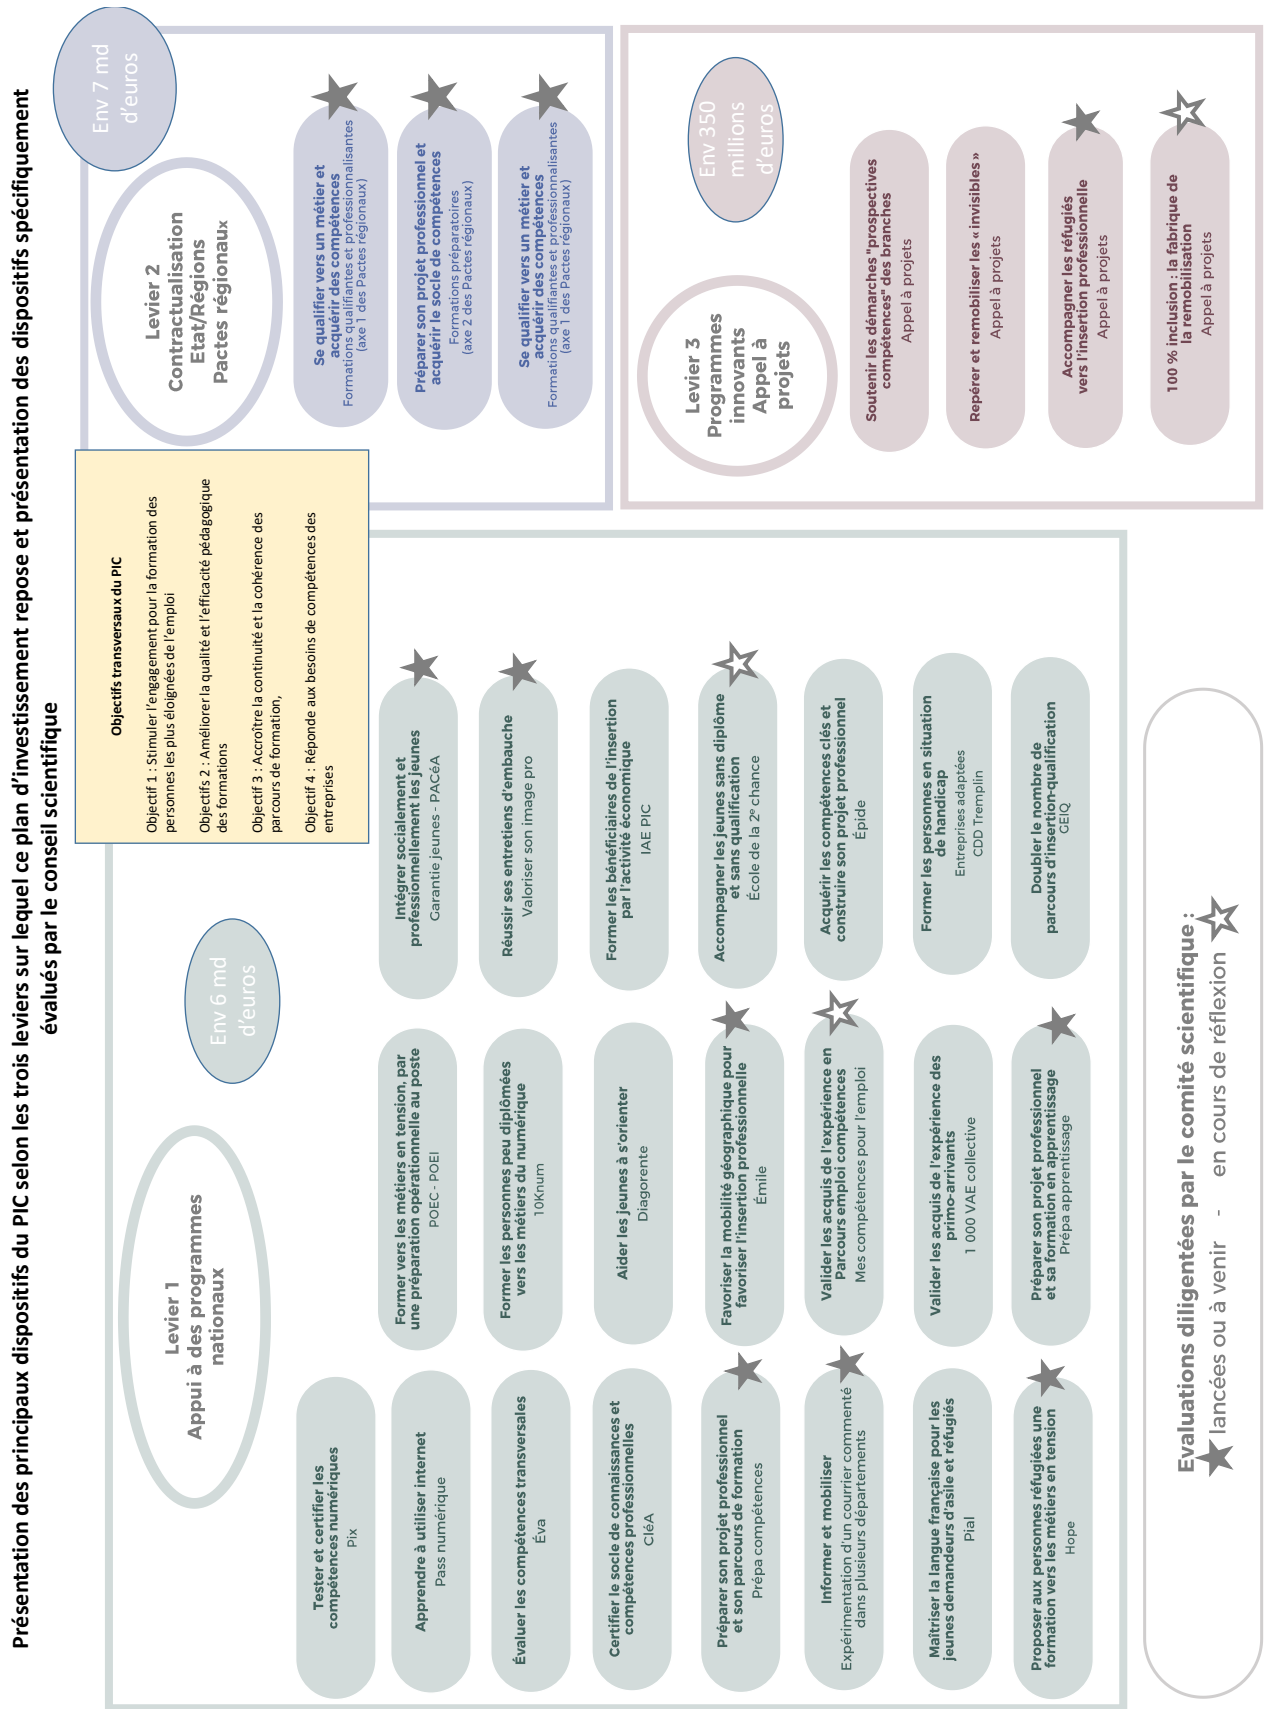 Présentation des principaux dispositifs du PIC selon les trois leviers sur lequel ce plan d'investissement repose et présentation des dispositifs spécifiquement
évalués par le conseil scientifique
Levier 1
Appui à des programmes
nationaux
Env 6 md
d'euros
Tester et certifier les
compétences numériques
Pix
Apprendre à utiliser internet
Pass numérique
Évaluer les compétences transversales
Éva
Certifier le socle de connaissances et
compétences professionnelles
CléA
Préparer son projet professionnel
et son parcours de formation
Prépa compétences
Informer et mobiliser
Expérimentation d'un courrier commenté
dans plusieurs départements
Maîtriser la langue française pour les
jeunes demandeurs d'asile et réfugiés
Pial
Proposer aux personnes réfugiées une
formation vers les métiers en tension
Hope
Former vers les métiers en tension, par
une préparation opérationnelle au poste
POEC - POEI
Former les personnes peu diplômées
vers les métiers du numérique
10Knum
Aider les jeunes à s'orienter
Diagorente
Favoriser la mobilité géographique pour
favoriser l'insertion professionnelle
Émile
Valider les acquis de l'expérience en
Parcours emploi compétences
Mes compétences pour l'emploi
Valider les acquis de l'expérience des
primo-arrivants
1 000 VAE collective
Préparer son projet professionnel
et sa formation en apprentissage
Prépa apprentissage
Intégrer socialement et
professionnellement les jeunes
Garantie jeunes - PACéA
Réussir ses entretiens d'embauche
Valoriser son image pro
Former les bénéficiaires de l'insertion
par l'activité économique
IAE PIC
Accompagner les jeunes sans diplôme
et sans qualification
École de la 2e chance
Acquérir les compétences clés et
construire son projet professionnel
Épide
Former les personnes en situation
de handicap
Entreprises adaptées
CDD Tremplin
Doubler le nombre de
parcours d'insertion-qualification
GEIQ
Objectifs transversaux du PIC
Objectif 1 : Stimuler l'engagement pour la formation des
personnes les plus éloignées de l'emploi
Objectifs 2 : Améliorer la qualité et l'efficacité pédagogique
des formations
Objectif 3 : Accroître la continuité et la cohérence des
parcours de formation,
Objectif 4 : Réponde aux besoins de compétences des
entreprises
Levier 2
Contractualisation
Etat/Régions
Pactes régionaux
Env 7 md
d'euros
Se qualifier vers un métier et
acquérir des compétences
Formations qualifiantes et professionnalisantes
(axe 1 des Pactes régionaux)
Préparer son projet professionnel et
acquérir le socle de compétences
Formations préparatoires
(axe 2 des Pactes régionaux)
Se qualifier vers un métier et
acquérir des compétences
Formations qualifiantes et professionnalisantes
(axe 1 des Pactes régionaux)
Levier 3
Programmes
innovants
Appel à
projets
Env 350
millions
d'euros
Soutenir les démarches "prospectives
compétences" des branches
Appel à projets
Repérer et remobiliser les « invisibles »
Appel à projets
Accompagner les réfugiés
vers l'insertion professionnelle
Appel à projets
100 % inclusion : la fabrique de
la remobilisation
Appel à projets
Evaluations diligentées par le comité scientifique :
lancées ou à venir - en cours de réflexion